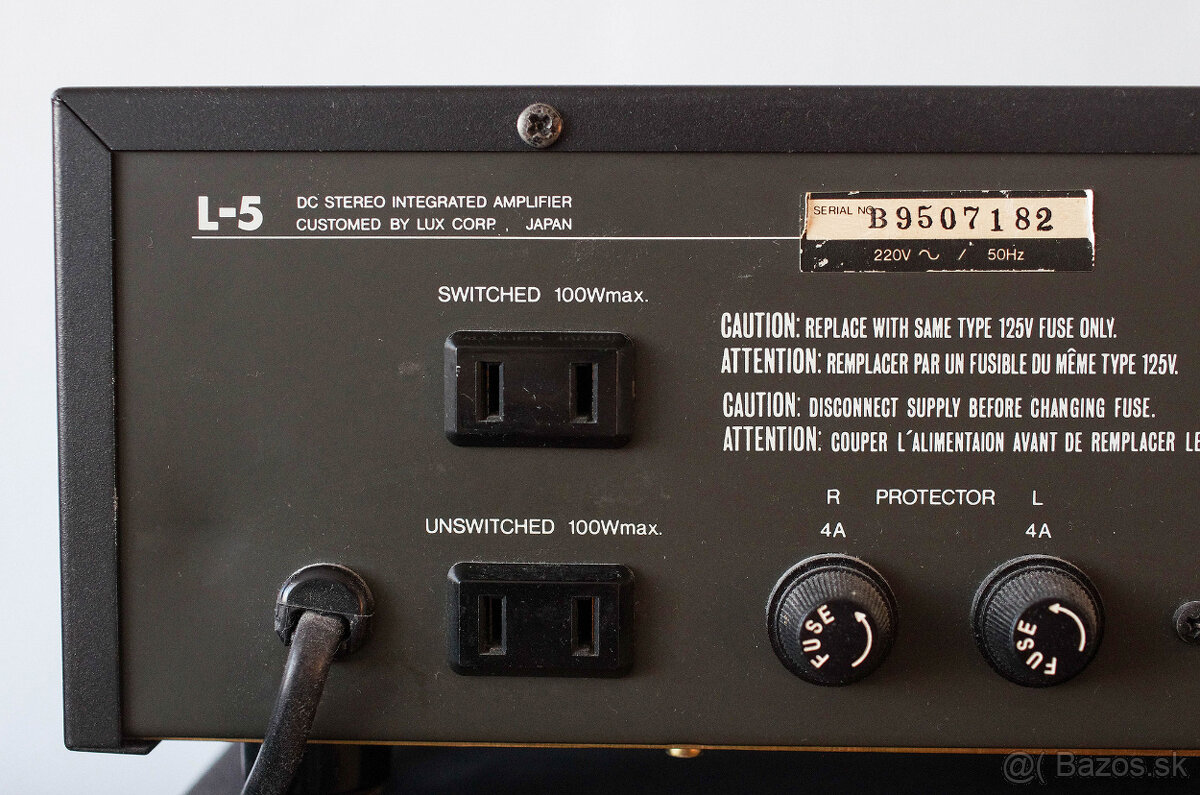 L-5
DC STEREO INTEGRATED AMPLIFIER
CUSTOMED BY LUX CORP., JAPAN
SERIAL NO
B9507182
220V ~ / 50Hz
SWITCHED 100Wmax.
CAUTION: REPLACE WITH SAME TYPE 125V FUSE ONLY.
ATTENTION: REMPLACER PAR UN FUSIBLE DU MÊME TYPE 125V.
CAUTION: DISCONNECT SUPPLY BEFORE CHANGING FUSE.
ATTENTION: COUPER L'ALIMENTAION AVANT DE REMPLACER LE
R PROTECTOR L
4A 4A
UNSWITCHED 100Wmax.
FUSE
FUSE
@( Bazos.sk